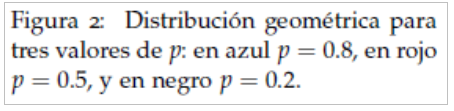 Figura 2: Distribución geométrica para
tres valores de p: en azul p = 0.8, en rojo
p = 0.5, y en negro p = 0.2.